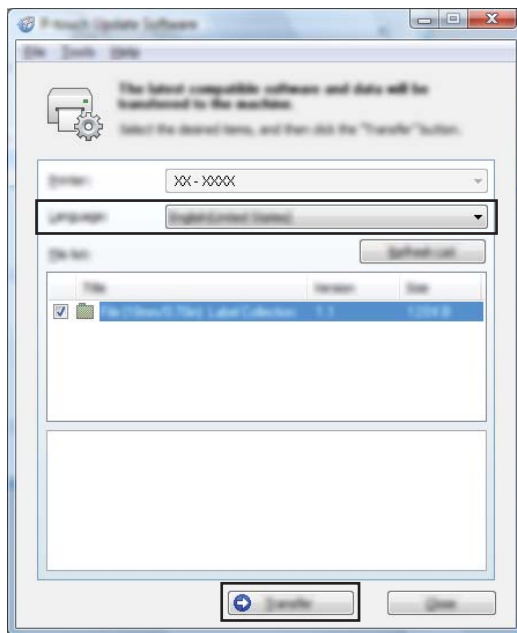 P-touch Update Software
File Tools Help
The latest compatible software and data will be
transferred to the machine.
Select the desired items, and then click the "Transfer" button.
Printer: XX - XXXX
Language: English(United States)
File list: Refresh List
Title Version Size
Label Collection 1.1
Transfer Close